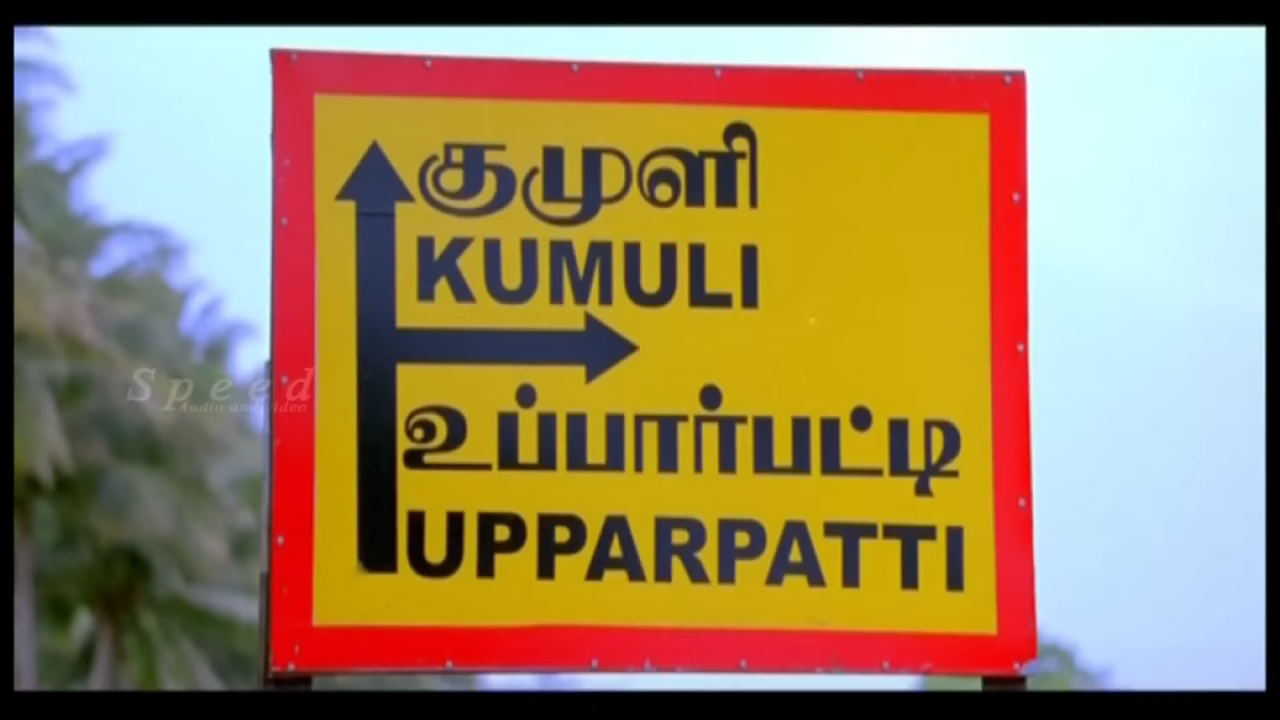 குமுளி
KUMULI
Speed
Audio and video
உப்பார்பட்டி
UPPARPATTI